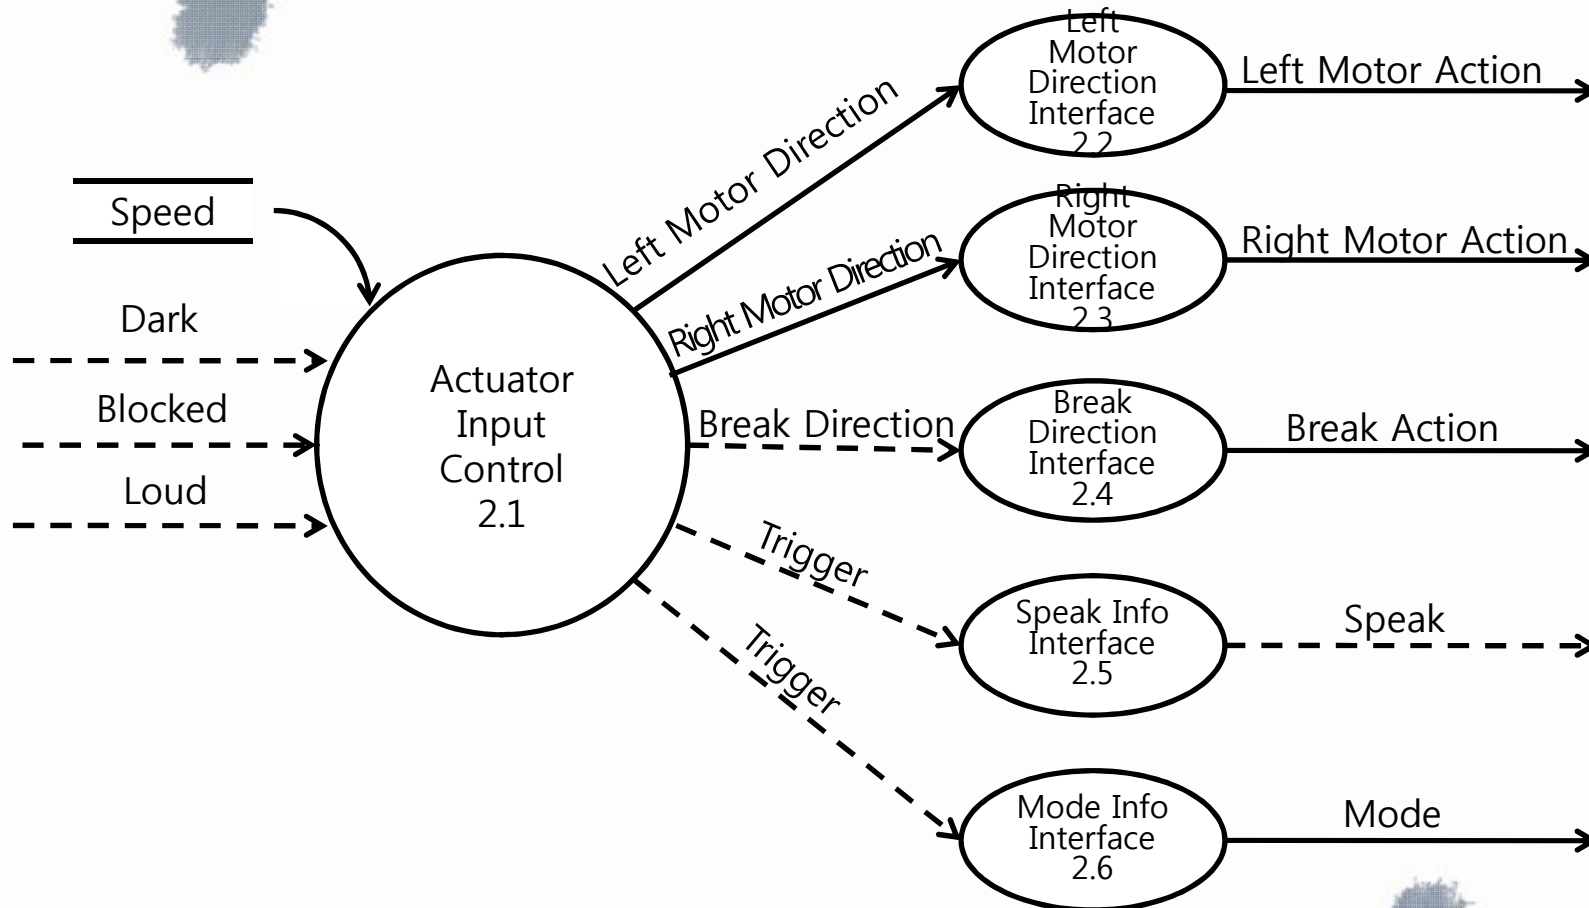 Left
Motor
Direction
Interface
2.2
Left Motor Action
Left Motor Direction
Speed
Right
Motor
Direction
Interface
2.3
Right Motor Action
Right Motor Direction
Dark
Blocked
Loud
Actuator
Input
Control
2.1
Break Direction
Break
Direction
Interface
2.4
Break Action
Trigger
Speak Info
Interface
2.5
Speak
Trigger
Mode Info
Interface
2.6
Mode